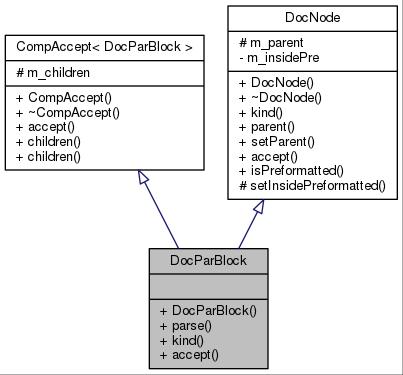 CompAccept< DocParBlock >
# m_children
+ CompAccept()
+ ~CompAccept
+ accept()
+ children()
+ children()
DocNode
# m_parent
- m_insidePre
+ DocNode()
+ ~DocNode()
+ kind()
+ parent()
+ setParent()
+ accept()
+ isPreformatted()
# setInsidePreformatted()
DocParBlock
+ DocParBlock()
+ parse()
+ kind()
+ accept()